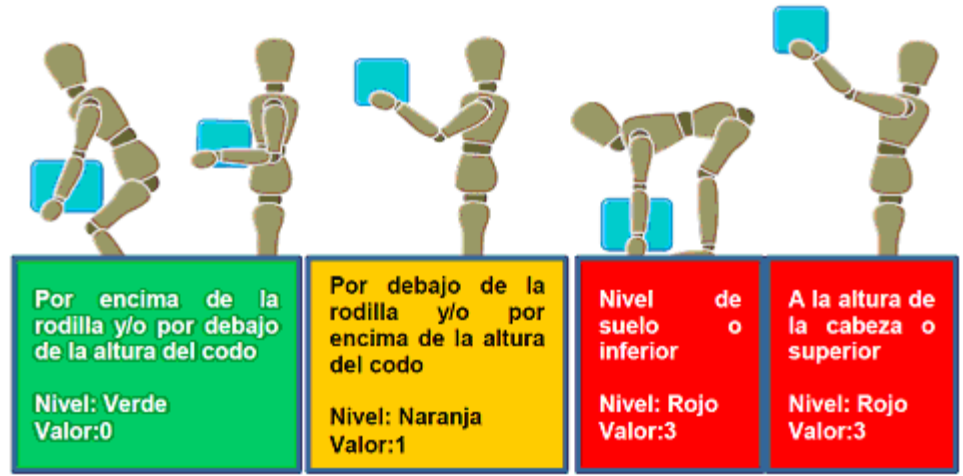 Por encima de la
rodilla y/o por debajo
de la altura del codo
Nivel: Verde
Valor:0
Por debajo de la
rodilla y/o por
encima de la altura
del codo
Nivel: Naranja
Valor:1
Nivel de
suelo o
inferior
Nivel: Rojo
Valor:3
A la altura de
la cabeza o
superior
Nivel: Rojo
Valor:3